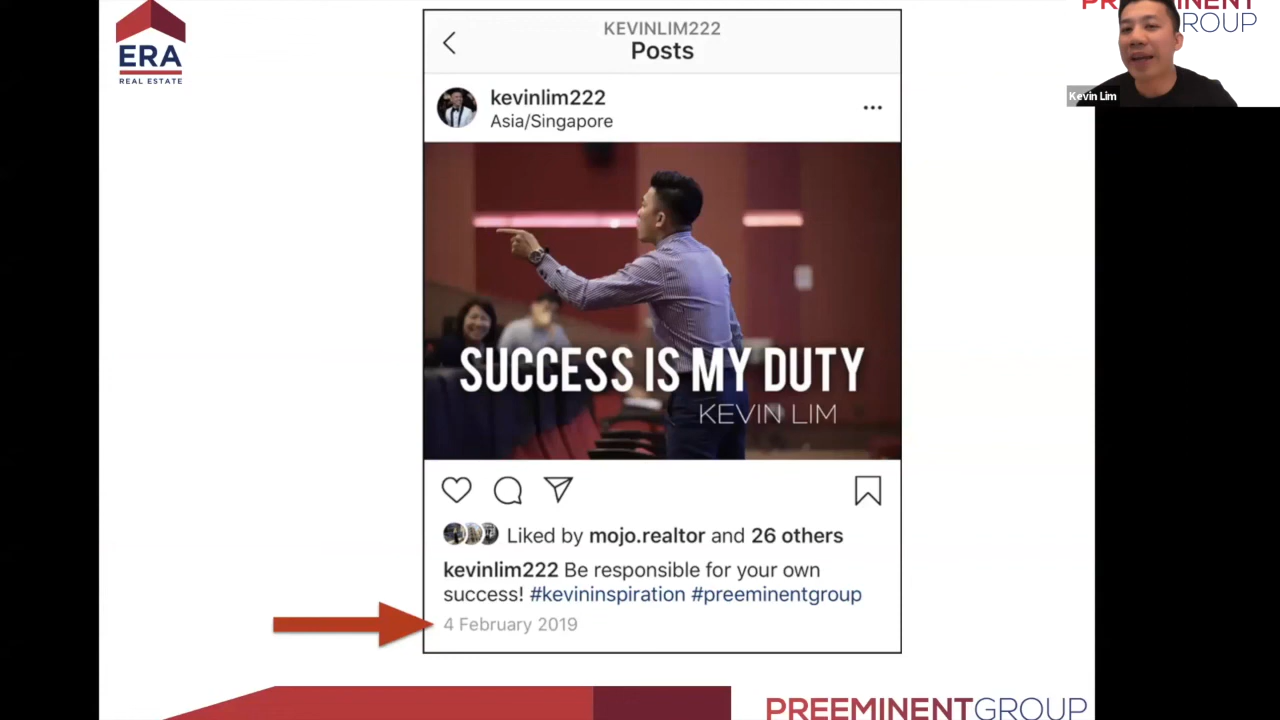 ERA
REAL ESTATE
KEVINLIM222
Posts
kevinlim222
Asia/Singapore
SUCCESS IS MY DUTY
KEVIN LIM
Liked by mojo.realtor and 26 others
kevinlim222 Be responsible for your own
success! #kevininspiration #preeminentgroup
4 February 2019
PREEMINENTGROUP
GROUP
Kevin Lim